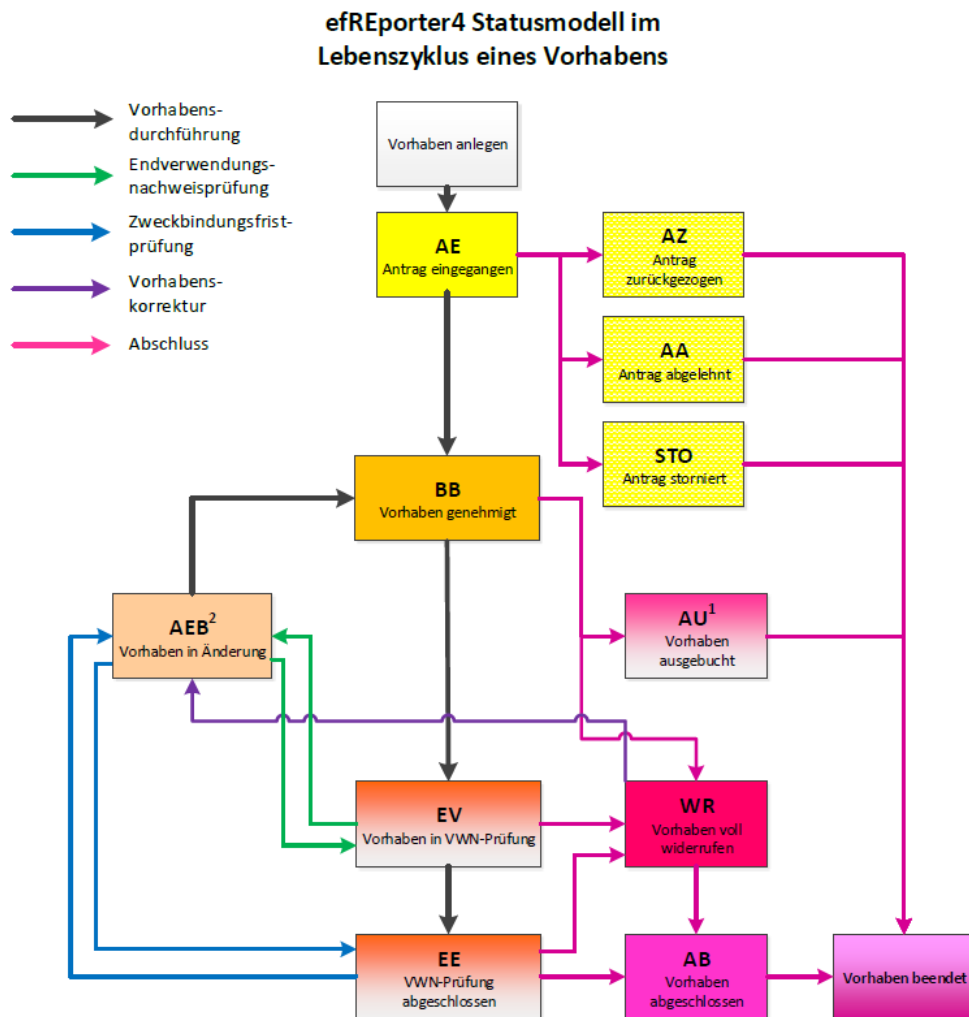 efREporter4 Statusmodell im
Lebenszyklus eines Vorhabens
Vorhabens-
durchführung
Endverwendungs-
nachweisprüfung
Zweckbindungsfrist-
prüfung
Vorhabens-
korrektur
Abschluss
Vorhaben anlegen
AE
Antrag eingegangen
AZ
Antrag
zurückgezogen
AA
Antrag abgelehnt
STO
Antrag storniert
BB
Vorhaben genehmigt
AEB²
Vorhaben in Änderung
AU¹
Vorhaben
ausgebucht
EV
Vorhaben in VWN-Prüfung
WR
Vorhaben voll
widerrufen
EE
VWN-Prüfung
abgeschlossen
AB
Vorhaben
abgeschlossen
Vorhaben beendet